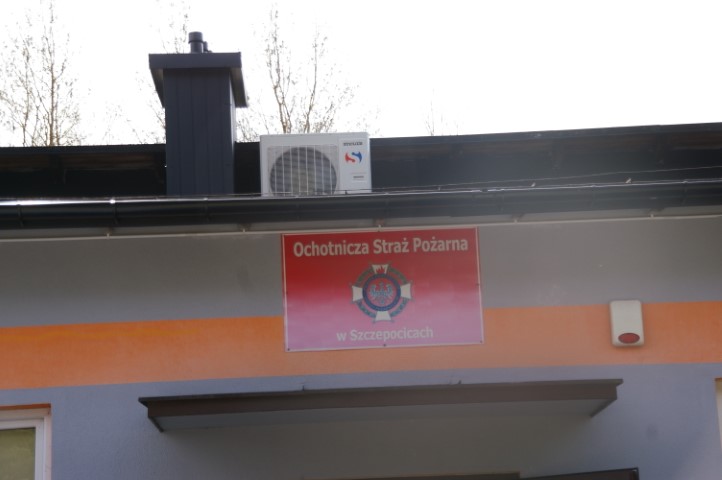 Ochotnicza Straż Pożarna
w Szczepocicach